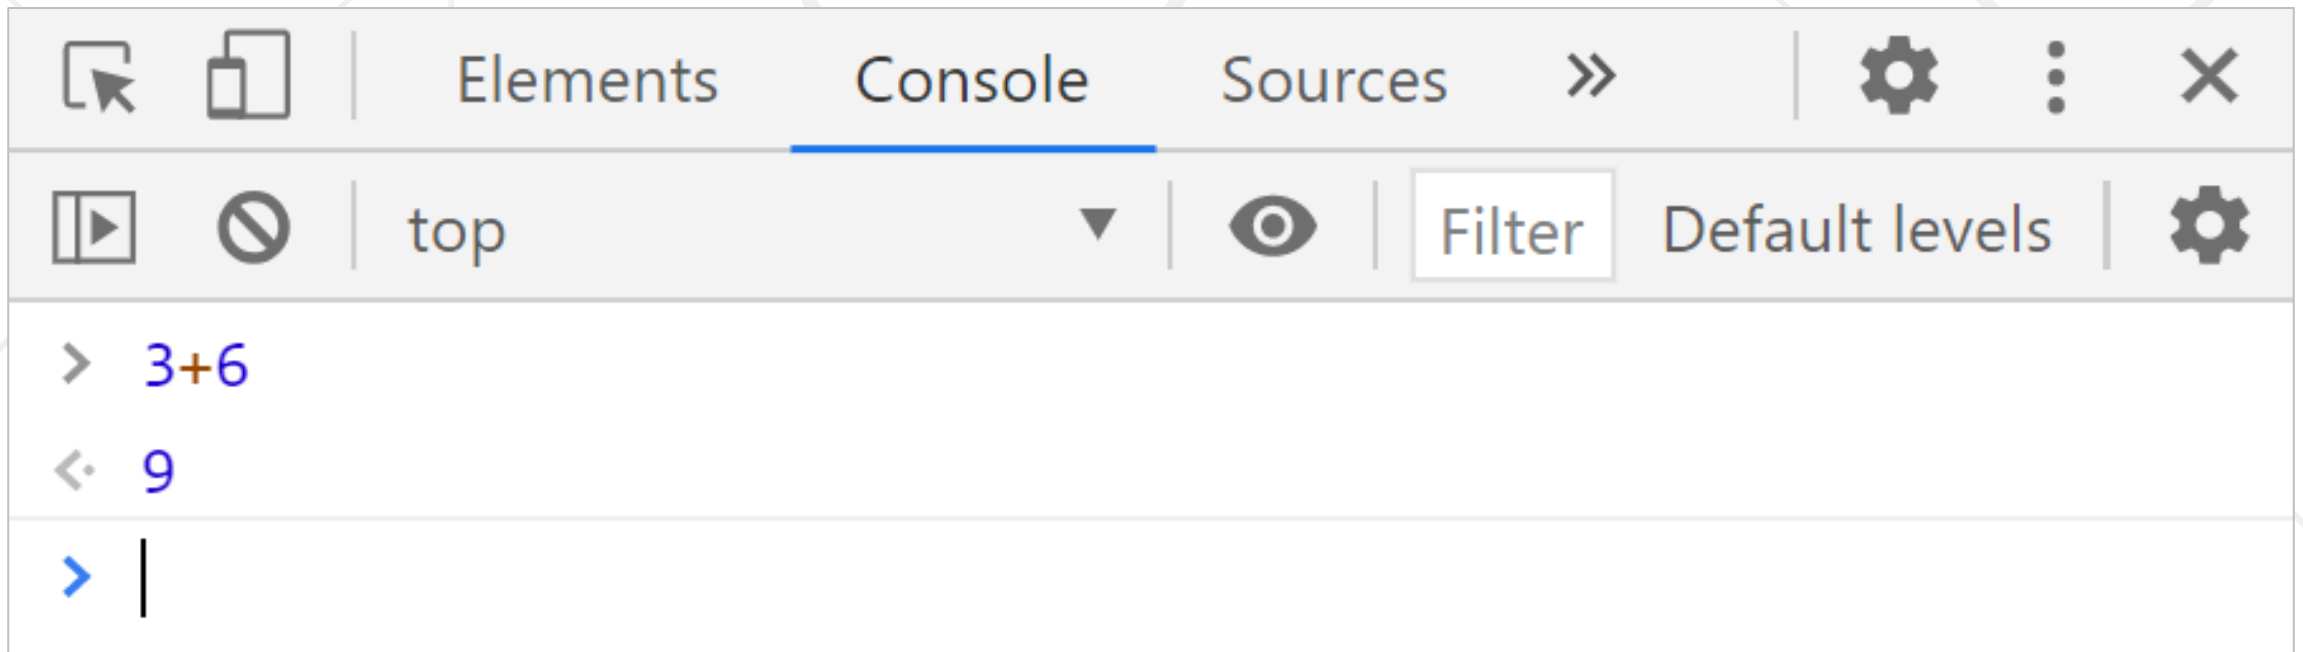 Elements Console Sources
top Filter Default levels
> 3+6
9
>